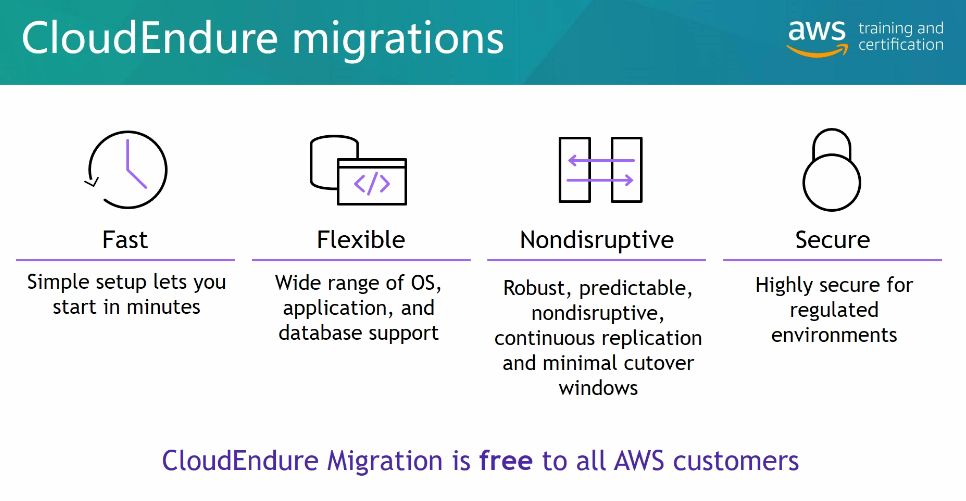 CloudEndure migrations
aws training and
certification
</>
Fast
Simple setup lets you
start in minutes
Flexible
Wide range of OS,
application, and
database support
Nondisruptive
Robust, predictable,
nondisruptive,
continuous replication
and minimal cutover
windows
Secure
Highly secure for
regulated
environments
CloudEndure Migration is free to all AWS customers